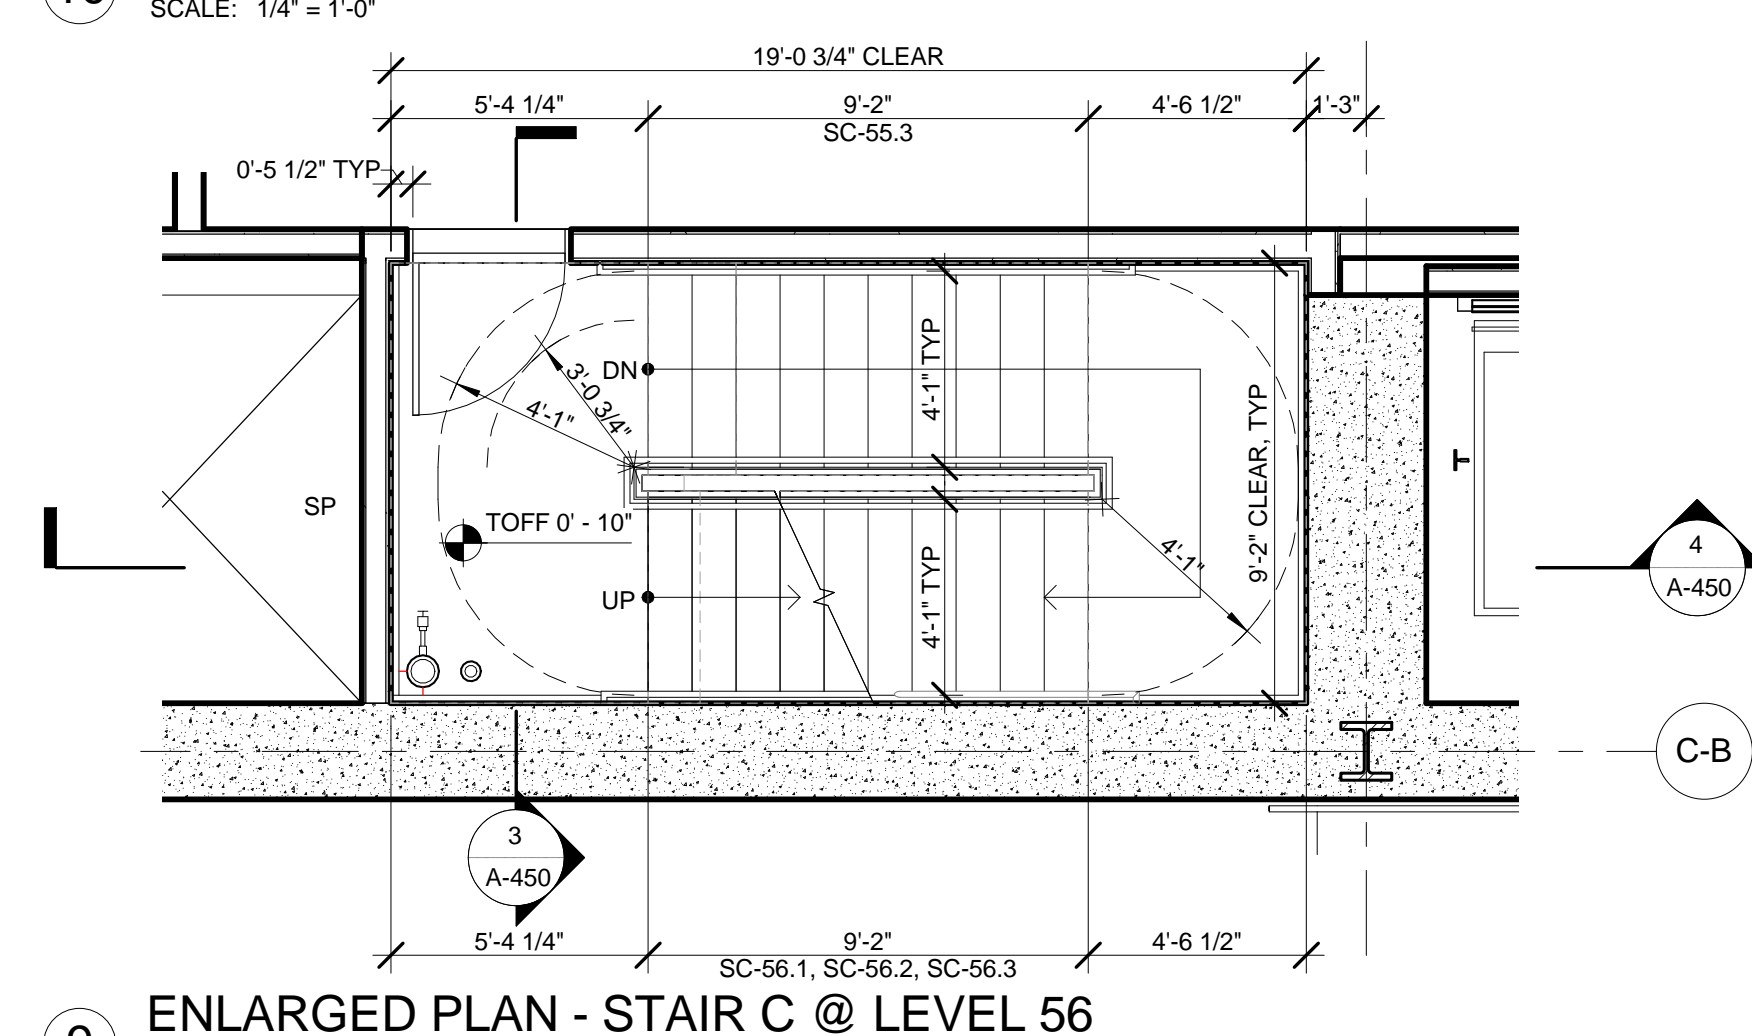 SCALE: 1/4" = 1'-0"
19'-0 3/4" CLEAR
5'-4 1/4"
9'-2"
4'-6 1/2"
1'-3"
SC-55.3
0'-5 1/2" TYP
DN
3'-0 3/4"
4'-1"
4'-1" TYP
9'-2" CLEAR, TYP
SP
TOFF 0' - 10"
UP
4'-1" TYP
4'-1"
4
A-450
C-B
3
A-450
5'-4 1/4"
9'-2"
4'-6 1/2"
SC-56.1, SC-56.2, SC-56.3
ENLARGED PLAN - STAIR C @ LEVEL 56